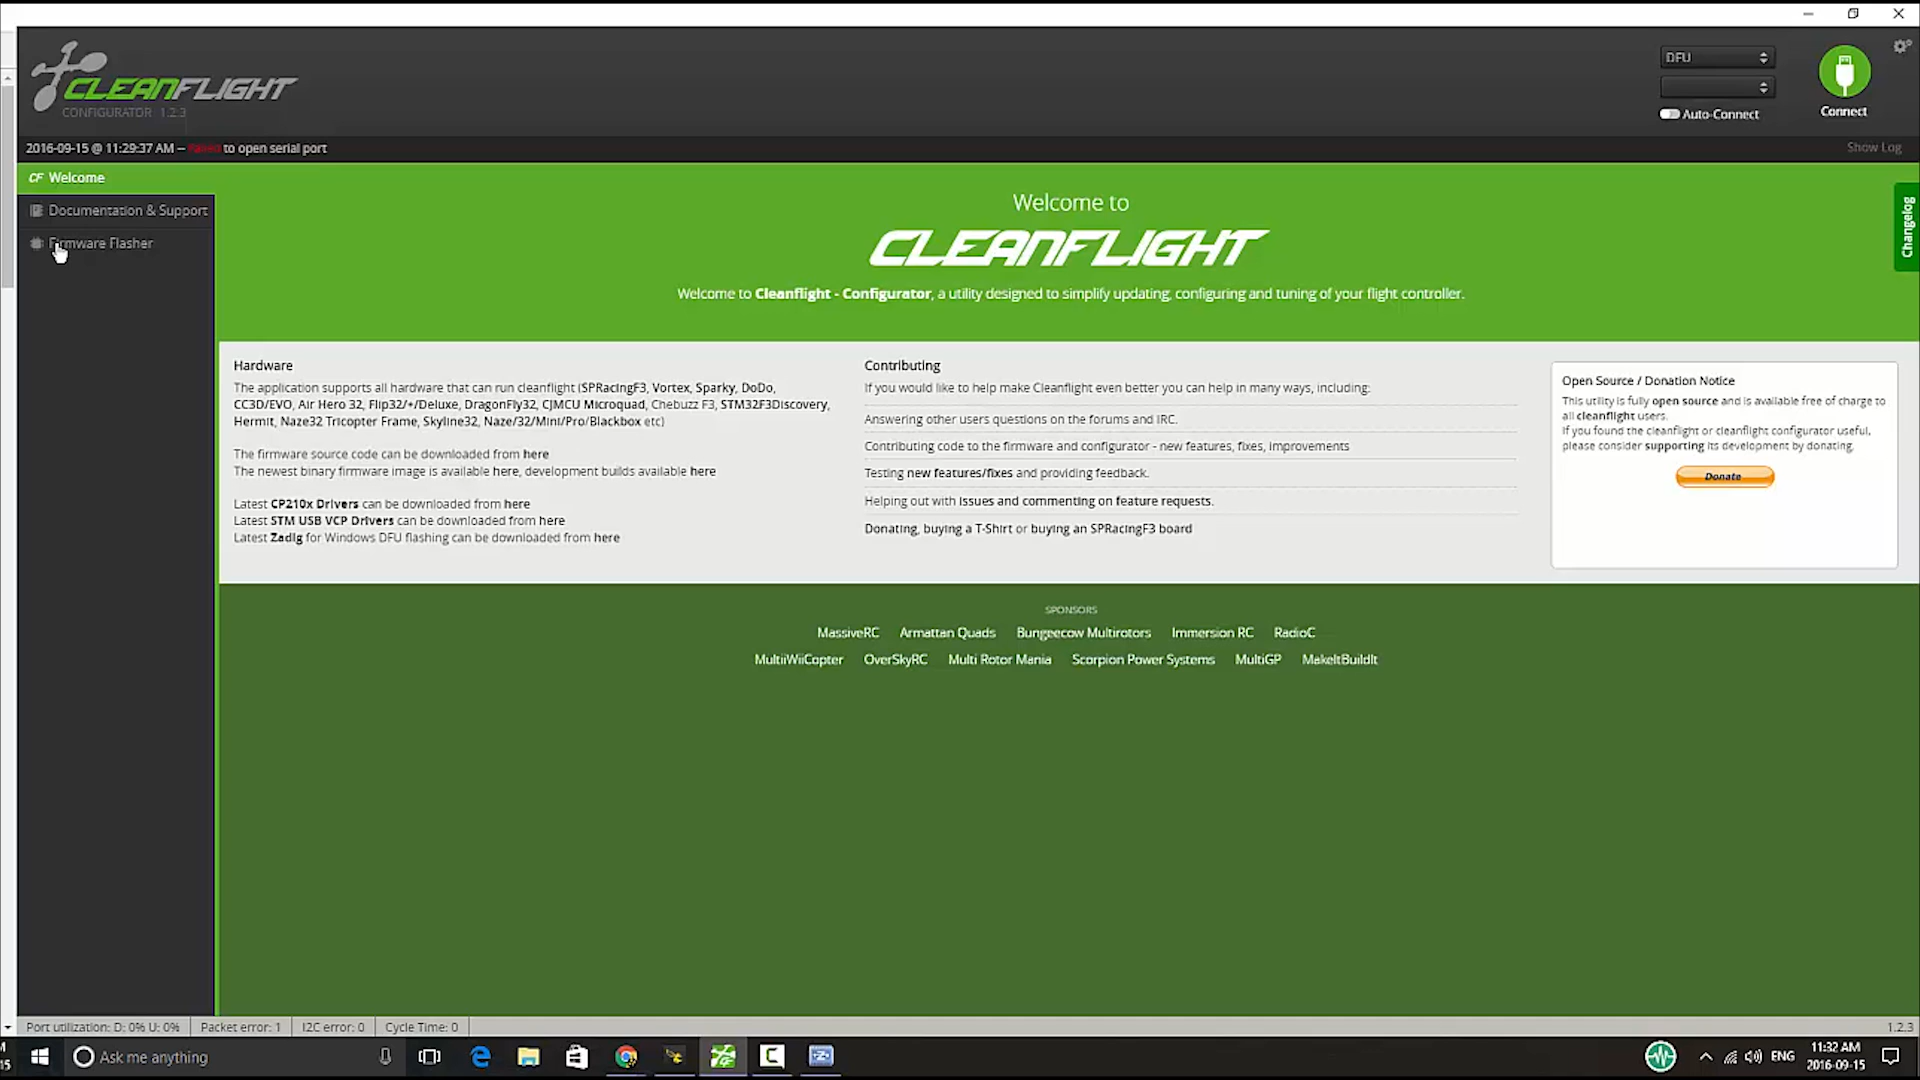 CLEANFLIGHT
CONFIGURATOR 1.2.3
DFU
Auto-Connect
Connect
2016-09-15 @ 11:29:37 AM -- Failed to open serial port
Show Log
CF Welcome
Documentation & Support
Firmware Flasher
Changelog
Welcome to
CLEANFLIGHT
Welcome to Cleanflight - Configurator, a utility designed to simplify updating, configuring and tuning of your flight controller.
Hardware
The application supports all hardware that can run cleanflight (SPRacingF3, Vortex, Sparky, DoDo,
CC3D/EVO, Air Hero 32, Flip32/+/Deluxe, DragonFly32, CJMCU Microquad, Chebuzz F3, STM32F3Discovery,
Hermit, Naze32 Tricopter Frame, Skyline32, Naze/32/Mini/Pro/Blackbox etc)
The firmware source code can be downloaded from here
The newest binary firmware image is available here, development builds available here
Latest CP210x Drivers can be downloaded from here
Latest STM USB VCP Drivers can be downloaded from here
Latest Zadig for Windows DFU flashing can be downloaded from here
Contributing
If you would like to help make Cleanflight even better you can help in many ways, including:
Answering other users questions on the forums and IRC.
Contributing code to the firmware and configurator - new features, fixes, improvements
Testing new features/fixes and providing feedback.
Helping out with issues and commenting on feature requests.
Donating, buying a T-Shirt or buying an SPRacingF3 board
Open Source / Donation Notice
This utility is fully open source and is available free of charge to
all cleanflight users.
If you found the cleanflight or cleanflight configurator useful,
please consider supporting its development by donating.
Donate
SPONSORS
MassiveRC Armattan Quads Bungeecow Multirotors Immersion RC RadioC
MultiiWiiCopter OverSkyRC Multi Rotor Mania Scorpion Power Systems MultiGP MakeItBuildIt
Port utilization: D: 0% U: 0% Packet error: 1 I2C error: 0 Cycle Time: 0
1.2.3
Ask me anything
ENG
11:32 AM
2016-09-15